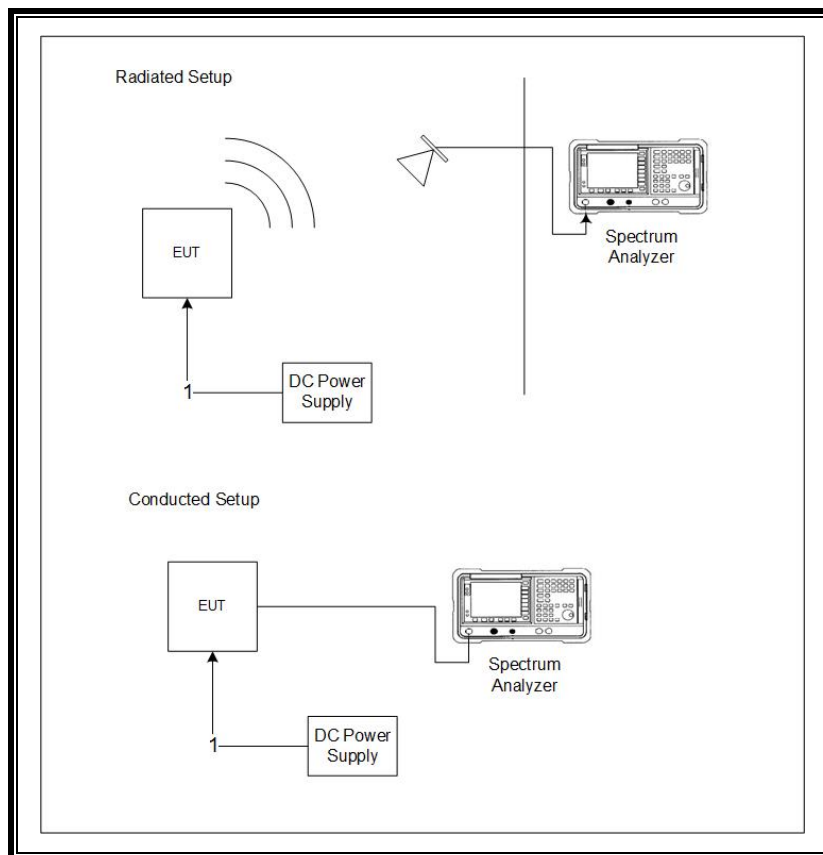 Radiated Setup
EUT
Spectrum
Analyzer
1
DC Power
Supply
Conducted Setup
EUT
Spectrum
Analyzer
1
DC Power
Supply